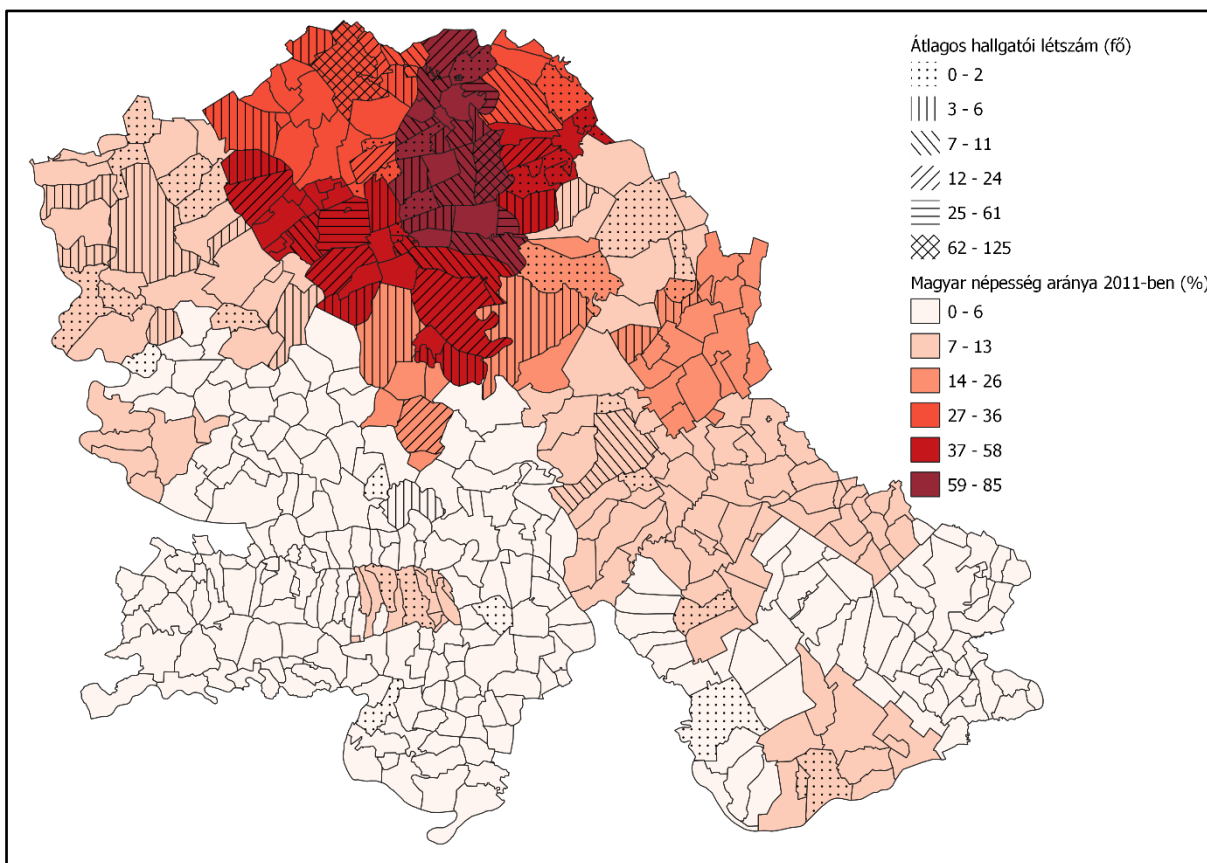 Átlagos hallgatói létszám (fő)
0 - 2
3 - 6
7 - 11
12 - 24
25 - 61
62 - 125
Magyar népesség aránya 2011-ben (%)
0 - 6
7 - 13
14 - 26
27 - 36
37 - 58
59 - 85